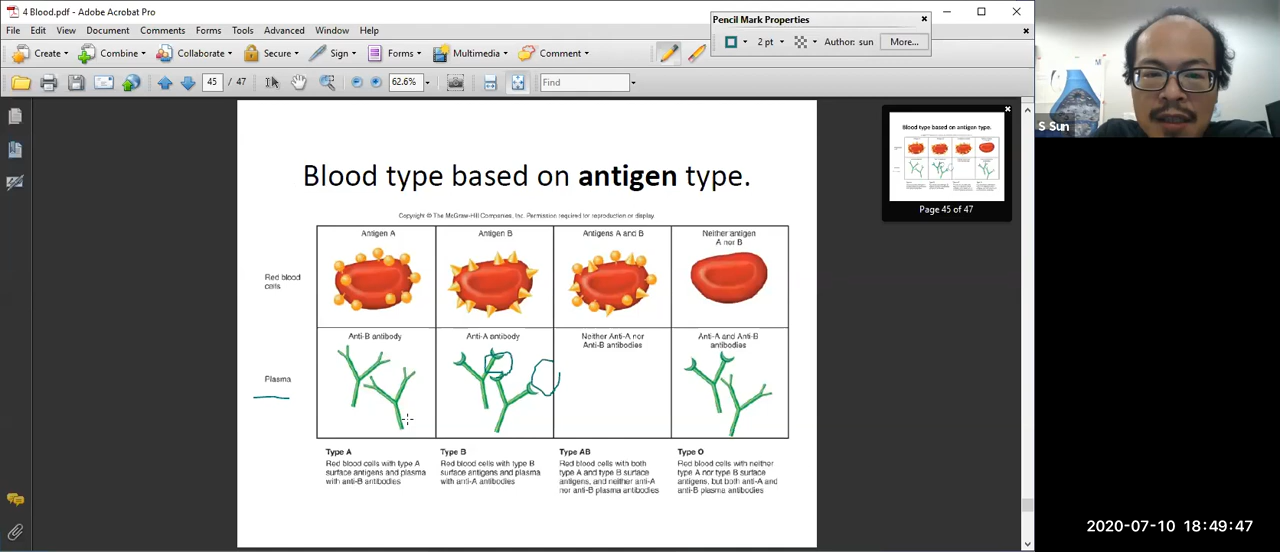 4 Blood.pdf - Adobe Acrobat Pro
File Edit View Document Comments Forms Tools Advanced Window Help
Create Combine Collaborate Secure Sign Forms Multimedia Comment
45 / 47 62.6% Find
Pencil Mark Properties
2 pt Author: sun More...
Blood type based on antigen type.
Copyright © The McGraw-Hill Companies, Inc. Permission required for reproduction or display.
Antigen A Antigen B Antigens A and B Neither antigen
A nor B
Red blood
cells
Anti-B antibody Anti-A antibody Neither Anti-A nor Anti-A and Anti-B
Anti-B antibodies antibodies
Plasma
Type A Type B Type AB Type O
Red blood cells with type A Red blood cells with type B Red blood cells with both Red blood cells with neither
surface antigens and plasma surface antigens and plasma type A and type B surface type A nor type B surface
with anti-B antibodies with anti-A antibodies antigens, and neither anti-A antigens, but both anti-A and
nor anti-B plasma antibodies anti-B plasma antibodies
Blood type based on antigen type.
Page 45 of 47
S Sun
2020-07-10 18:49:47